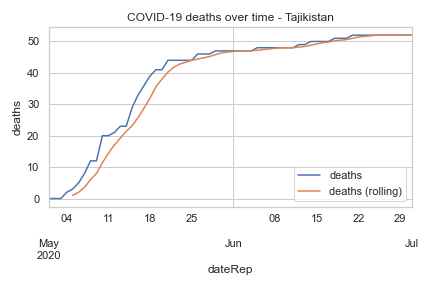 COVID-19 deaths over time - Tajikistan
deaths
50
40
30
20
10
0
deaths
deaths (rolling)
04 11 18 25 08 15 22 29
May Jun Jul
2020
dateRep